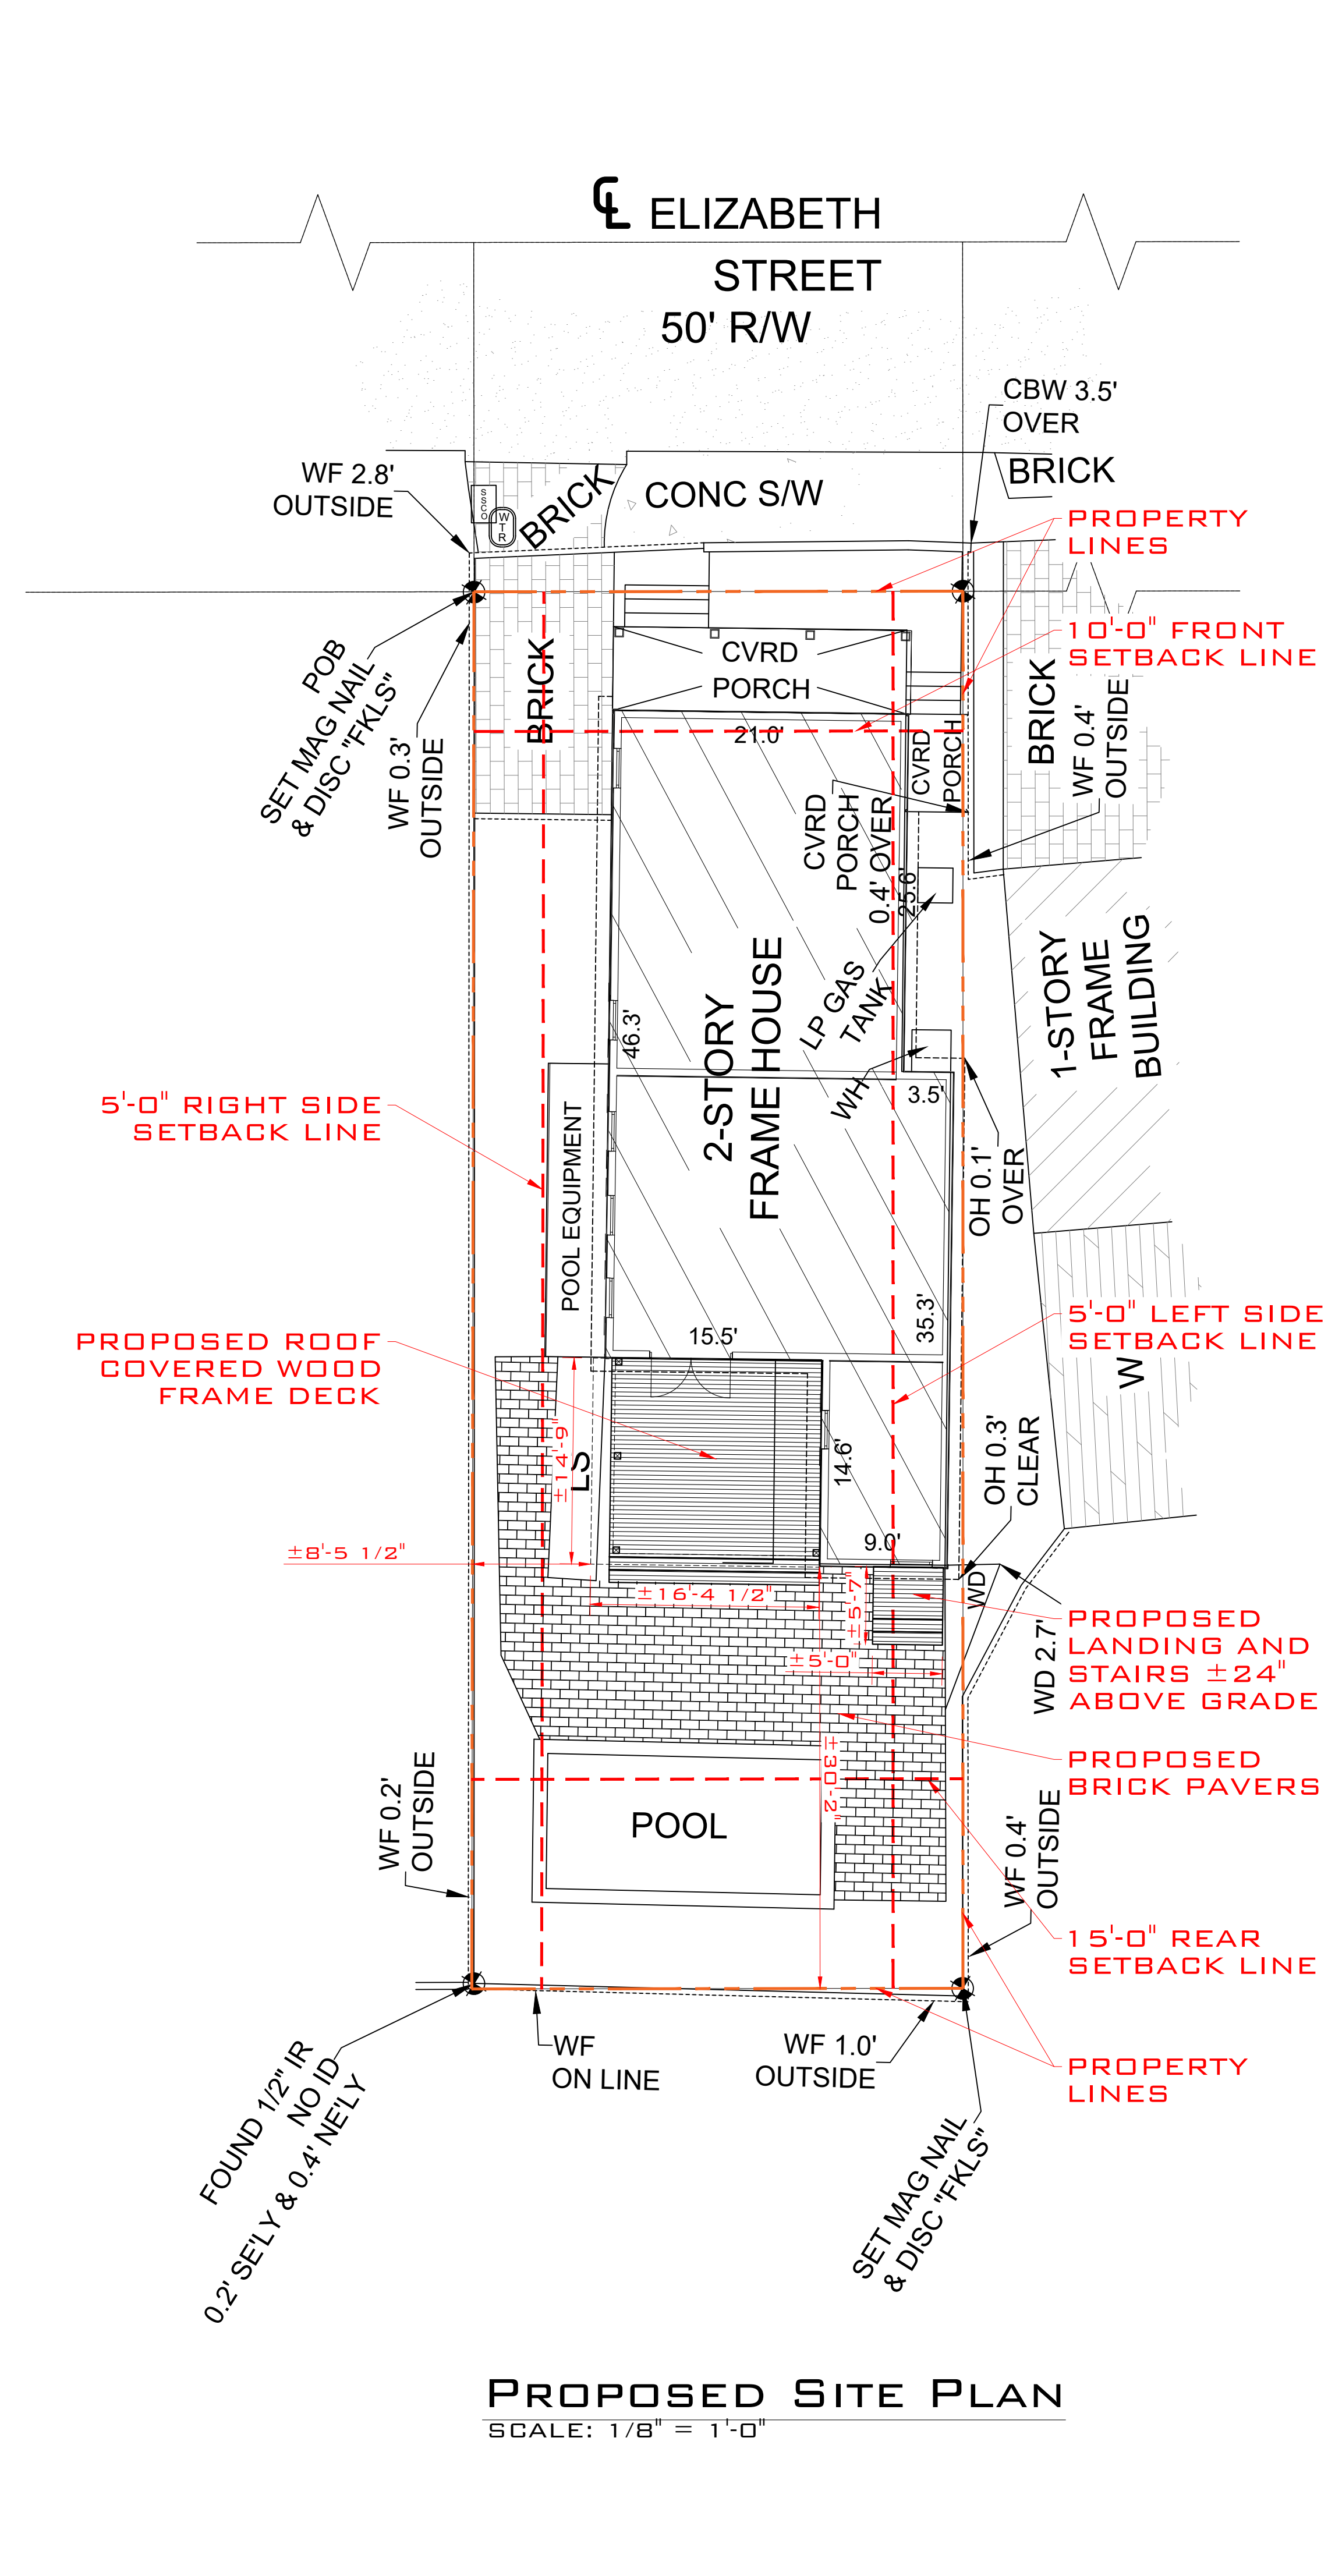 ELIZABETH
STREET
50' R/W
CBW 3.5'
OVER
BRICK
WF 2.8'
OUTSIDE
SSCO
WTR
BRICK
CONC S/W
PROPERTY
LINES
10'-0" FRONT
SETBACK LINE
POB
SET MAG NAIL
& DISC "FKLS"
WF 0.3'
OUTSIDE
BRICK
CVRD
PORCH
21.0'
CVRD
PORCH
BRICK
WF 0.4'
OUTSIDE
CVRD
PORCH
0.4' OVER
25.6'
LP GAS
TANK
WH
1-STORY
FRAME
BUILDING
46.3'
2-STORY
FRAME HOUSE
3.5'
5'-0" RIGHT SIDE
SETBACK LINE
POOL EQUIPMENT
OH 0.1'
OVER
5'-0" LEFT SIDE
SETBACK LINE
35.3'
15.5'
PROPOSED ROOF
COVERED WOOD
FRAME DECK
W
±14'-9"
LS
14.6'
OH 0.3'
CLEAR
9.0'
±8'-5 1/2"
±16'-4 1/2"
±5'-7"
WD
WD 2.7'
PROPOSED
LANDING AND
STAIRS ±24"
ABOVE GRADE
±5'-0"
±30'-2"
PROPOSED
BRICK PAVERS
WF 0.2'
OUTSIDE
POOL
WF 0.4'
OUTSIDE
15'-0" REAR
SETBACK LINE
WF
ON LINE
WF 1.0'
OUTSIDE
PROPERTY
LINES
FOUND 1/2" IR
NO ID
0.2' SE'LY & 0.4' NE'LY
SET MAG NAIL
& DISC "FKLS"
PROPOSED SITE PLAN
SCALE: 1/8" = 1'-0"